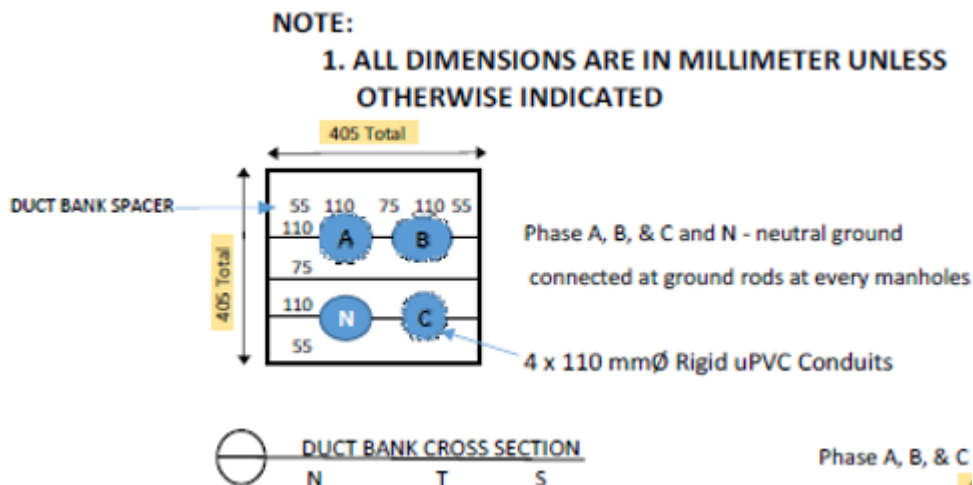 NOTE:
1. ALL DIMENSIONS ARE IN MILLIMETER UNLESS
OTHERWISE INDICATED
405 Total
DUCT BANK SPACER
55 110 75 110 55
110
A
B
Phase A, B, & C and N - neutral ground
75
connected at ground rods at every manholes
405 Total
110
N
C
55
4 x 110 mmØ Rigid uPVC Conduits
DUCT BANK CROSS SECTION
N T S
Phase A, B, & C